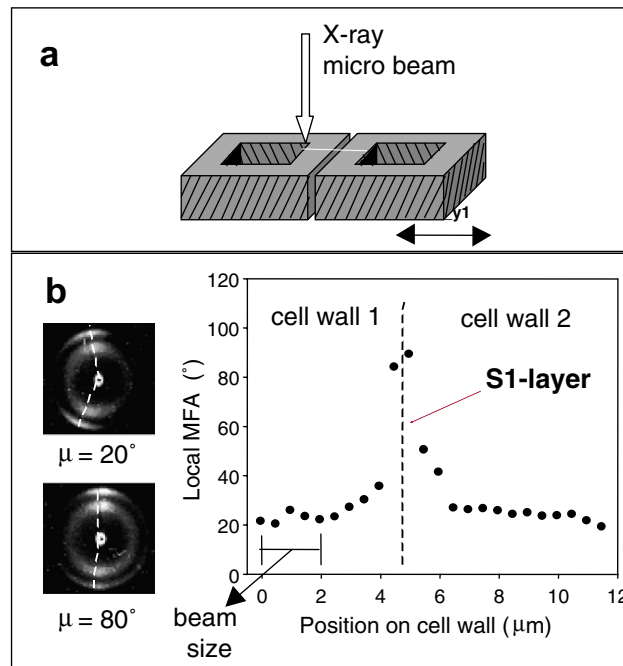 a
X-ray
micro beam
y1
b
μ = 20°
μ = 80°
120
100
80
60
40
20
0
Local MFA (°)
cell wall 1
cell wall 2
S1-layer
0 2 4 6 8 10 12
beam
size
Position on cell wall (μm)